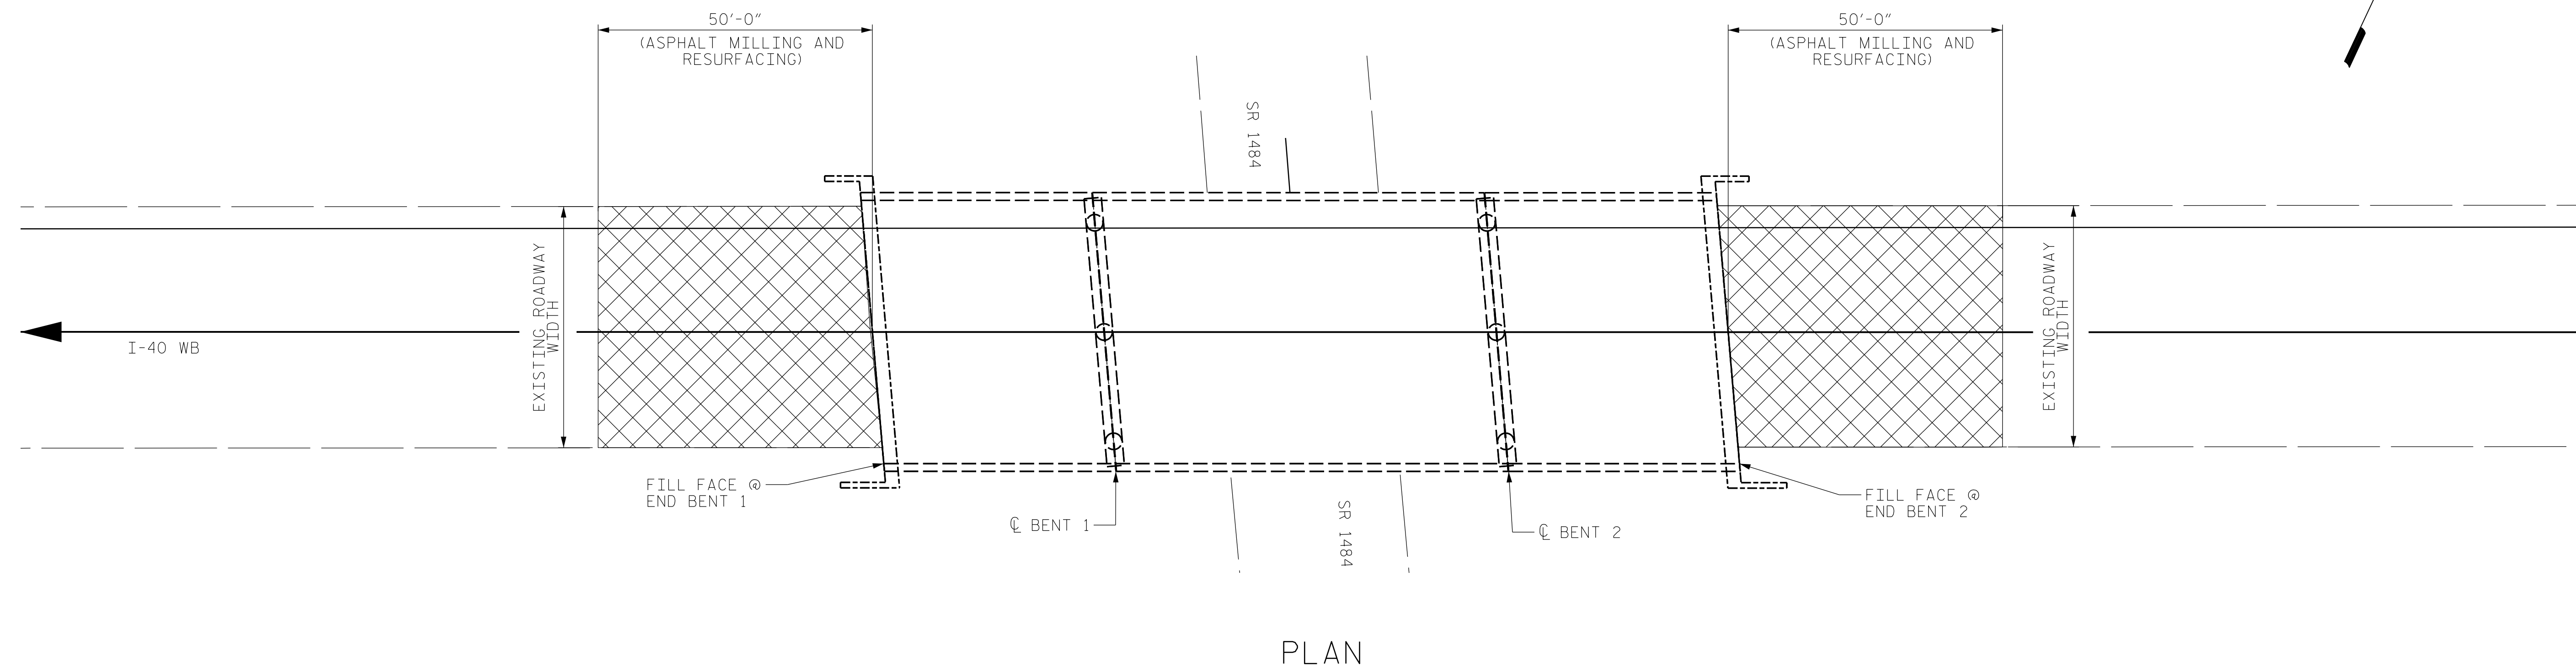 50'-0"
(ASPHALT MILLING AND
RESURFACING)
50'-0"
(ASPHALT MILLING AND
RESURFACING)
SR 1484
EXISTING ROADWAY
WIDTH
EXISTING ROADWAY
WIDTH
I-40 WB
FILL FACE @
END BENT 1
FILL FACE @
END BENT 2
℄ BENT 1
℄ BENT 2
SR 1484
PLAN